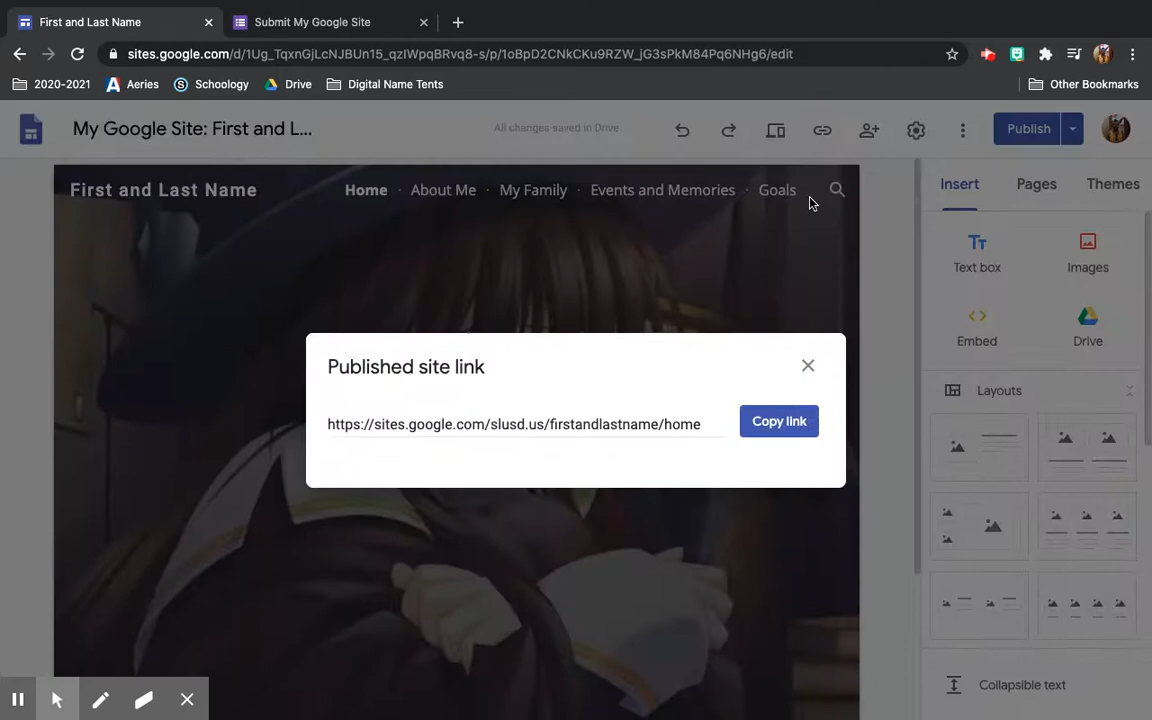 First and Last Name
Submit My Google Site
sites.google.com/d/1Ug_TqxnGjLcNJBUn15_qzIWpqBRvq8-s/p/1oBpD2CNkCKu9RZW_jG3sPkM84Pq6NHg6/edit
2020-2021
Aeries
Schoology
Drive
Digital Name Tents
Other Bookmarks
My Google Site: First and L...
All changes saved in Drive
Publish
First and Last Name
Home · About Me · My Family · Events and Memories · Goals
Insert
Pages
Themes
Text box
Images
Embed
Drive
Layouts
Collapsible text
Published site link
https://sites.google.com/slusd.us/firstandlastname/home
Copy link